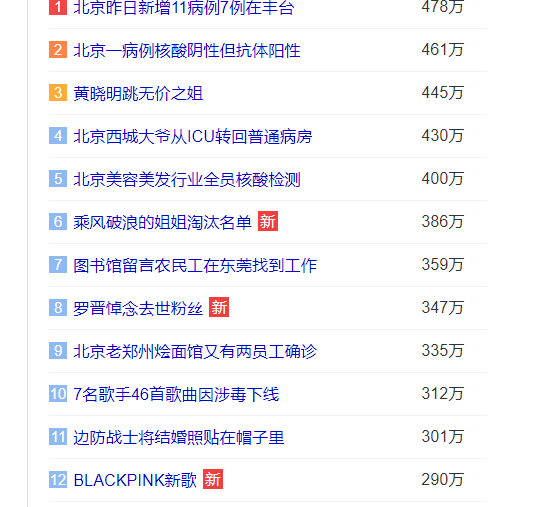 1 北京昨日新增11病例7例在丰台 478万
2 北京一病例核酸阴性但抗体阳性 461万
3 黄晓明跳无价之姐 445万
4 北京西城大爷从ICU转回普通病房 430万
5 北京美容美发行业全员核酸检测 400万
6 乘风破浪的姐姐淘汰名单 新 386万
7 图书馆留言农民工在东莞找到工作 359万
8 罗晋悼念去世粉丝 新 347万
9 北京老郑州烩面馆又有两员工确诊 335万
10 7名歌手46首歌曲因涉毒下线 312万
11 边防战士将结婚照贴在帽子里 301万
12 BLACKPINK新歌 新 290万